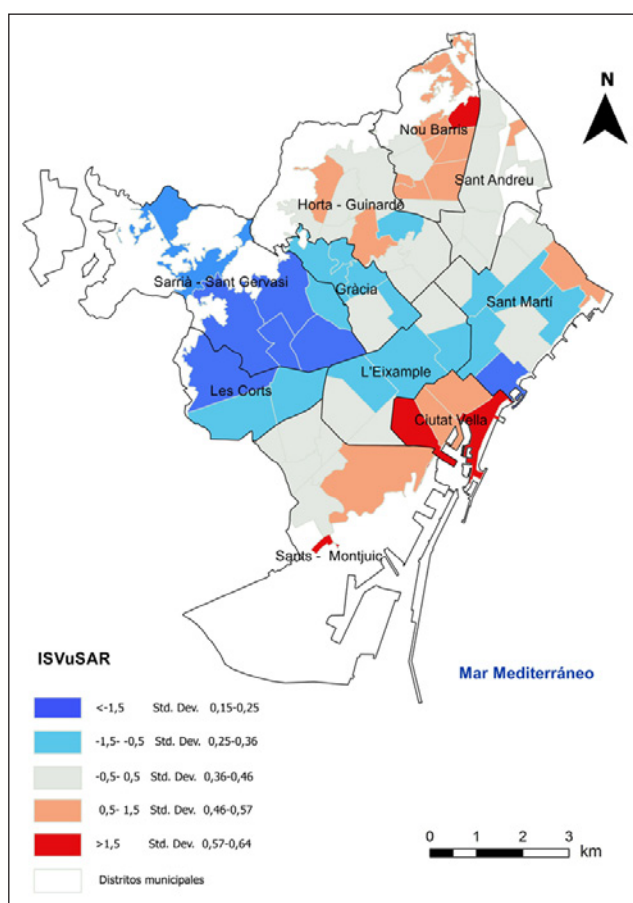 N
Nou Barris
Sant Andreu
Horta - Guinardó
Sarrià - Sant Gervasi
Gràcia
Sant Martí
L'Eixample
Les Corts
Ciutat Vella
Sants - Montjuic
ISVuSAR
Mar Mediterráneo
<-1,5 Std. Dev. 0,15-0,25
-1,5- -0,5 Std. Dev. 0,25-0,36
-0,5- 0,5 Std. Dev. 0,36-0,46
0,5- 1,5 Std. Dev. 0,46-0,57
>1,5 Std. Dev. 0,57-0,64
Distritos municipales
0 1 2 3
km